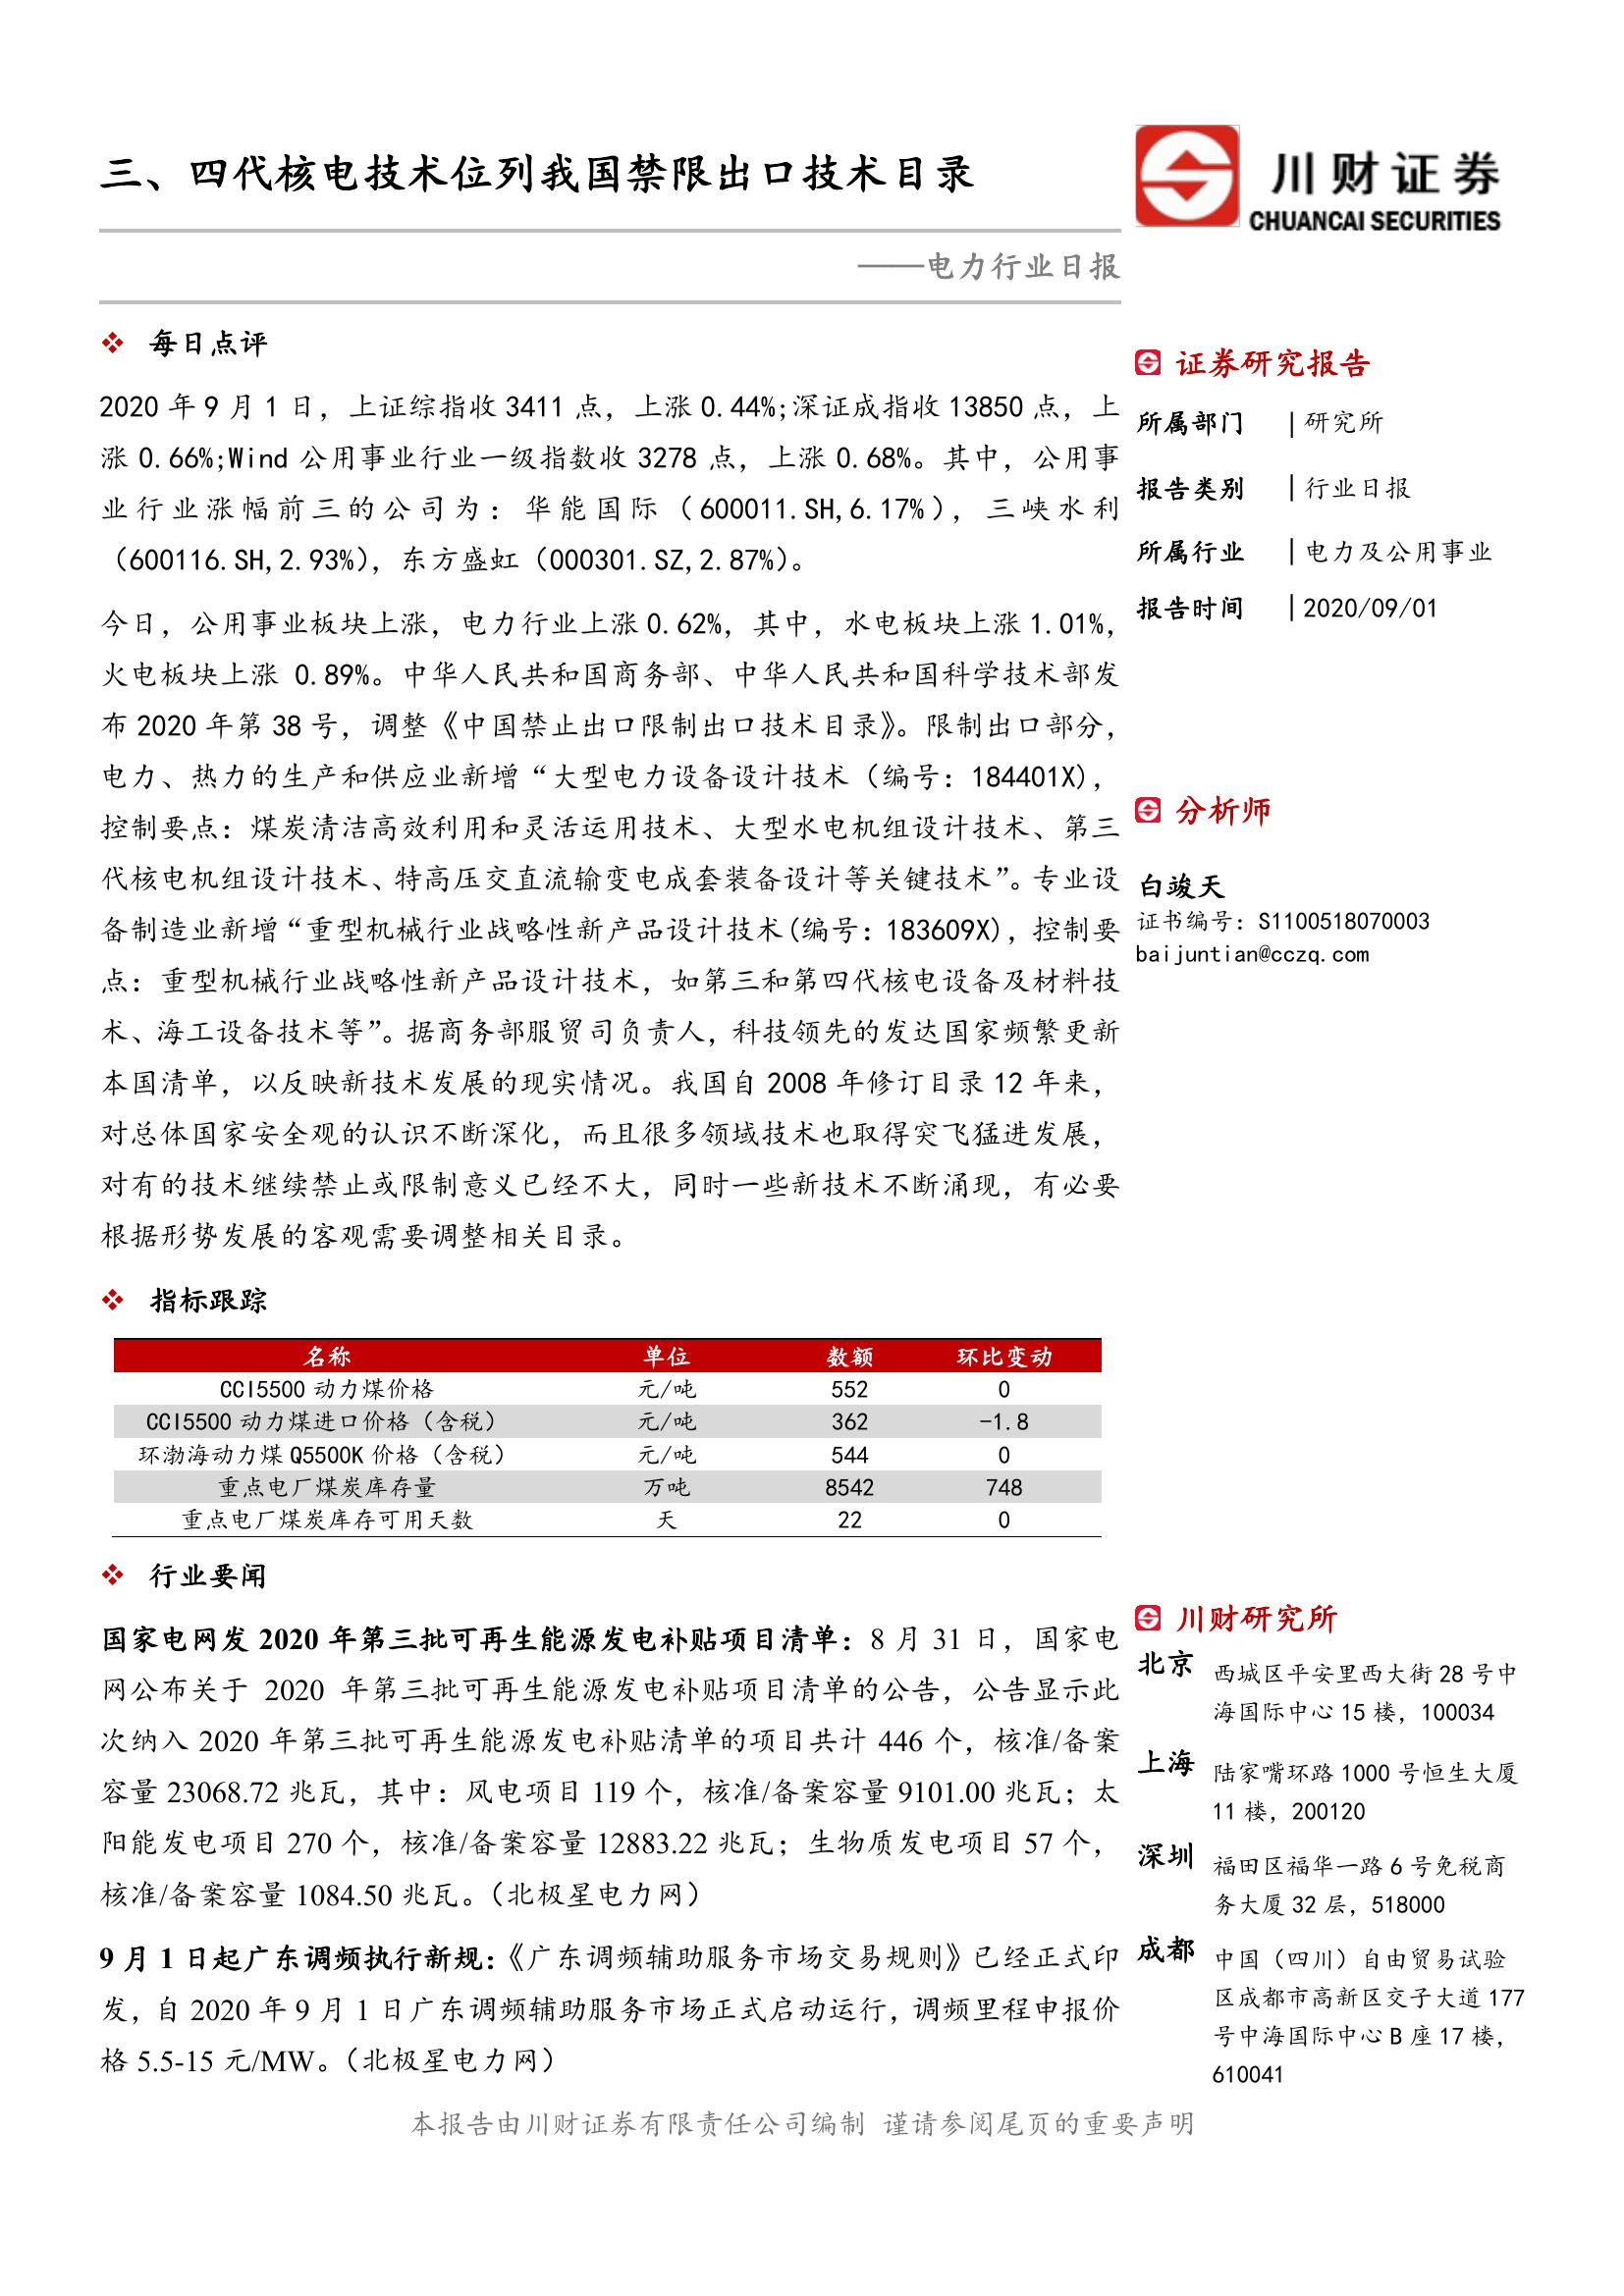 三、四代核电技术位列我国禁限出口技术目录
川财证券
CHUANCAI SECURITIES
——电力行业日报
每日点评
2020 年 9 月 1 日，上证综指收 3411 点，上涨 0.44%;深证成指收 13850 点，上
涨 0.66%;Wind 公用事业行业一级指数收 3278 点，上涨 0.68%。其中，公用事
业行业涨幅前三的公司为：华能国际（600011.SH,6.17%），三峡水利
（600116.SH,2.93%），东方盛虹（000301.SZ,2.87%）。
今日，公用事业板块上涨，电力行业上涨 0.62%，其中，水电板块上涨 1.01%，
火电板块上涨 0.89%。中华人民共和国商务部、中华人民共和国科学技术部发
布 2020 年第 38 号，调整《中国禁止出口限制出口技术目录》。限制出口部分，
电力、热力的生产和供应业新增“大型电力设备设计技术（编号：184401X），
控制要点：煤炭清洁高效利用和灵活运用技术、大型水电机组设计技术、第三
代核电机组设计技术、特高压交直流输变电成套装备设计等关键技术”。专业设
备制造业新增“重型机械行业战略性新产品设计技术(编号：183609X)，控制要
点：重型机械行业战略性新产品设计技术，如第三和第四代核电设备及材料技
术、海工设备技术等”。据商务部服贸司负责人，科技领先的发达国家频繁更新
本国清单，以反映新技术发展的现实情况。我国自 2008 年修订目录 12 年来，
对总体国家安全观的认识不断深化，而且很多领域技术也取得突飞猛进发展，
对有的技术继续禁止或限制意义已经不大，同时一些新技术不断涌现，有必要
根据形势发展的客观需要调整相关目录。
指标跟踪
名称 单位 数额 环比变动
CCI5500 动力煤价格 元/吨 552 0
CCI5500 动力煤进口价格（含税） 元/吨 362 -1.8
环渤海动力煤 Q5500K 价格（含税） 元/吨 544 0
重点电厂煤炭库存量 万吨 8542 748
重点电厂煤炭库存可用天数 天 22 0
行业要闻
国家电网发 2020 年第三批可再生能源发电补贴项目清单：8 月 31 日，国家电
网公布关于 2020 年第三批可再生能源发电补贴项目清单的公告，公告显示此
次纳入 2020 年第三批可再生能源发电补贴清单的项目共计 446 个，核准/备案
容量 23068.72 兆瓦，其中：风电项目 119 个，核准/备案容量 9101.00 兆瓦；太
阳能发电项目 270 个，核准/备案容量 12883.22 兆瓦；生物质发电项目 57 个，
核准/备案容量 1084.50 兆瓦。（北极星电力网）
9 月 1 日起广东调频执行新规：《广东调频辅助服务市场交易规则》已经正式印
发，自 2020 年 9 月 1 日广东调频辅助服务市场正式启动运行，调频里程申报价
格 5.5-15 元/MW。（北极星电力网）
证券研究报告
所属部门 | 研究所
报告类别 | 行业日报
所属行业 | 电力及公用事业
报告时间 | 2020/09/01
分析师
白竣天
证书编号：S1100518070003
baijuntian@cczq.com
川财研究所
北京 西城区平安里西大街 28 号中
海国际中心 15 楼，100034
上海 陆家嘴环路 1000 号恒生大厦
11 楼，200120
深圳 福田区福华一路 6 号免税商
务大厦 32 层，518000
成都 中国（四川）自由贸易试验
区成都市高新区交子大道 177
号中海国际中心 B 座 17 楼，
610041
本报告由川财证券有限责任公司编制 谨请参阅尾页的重要声明